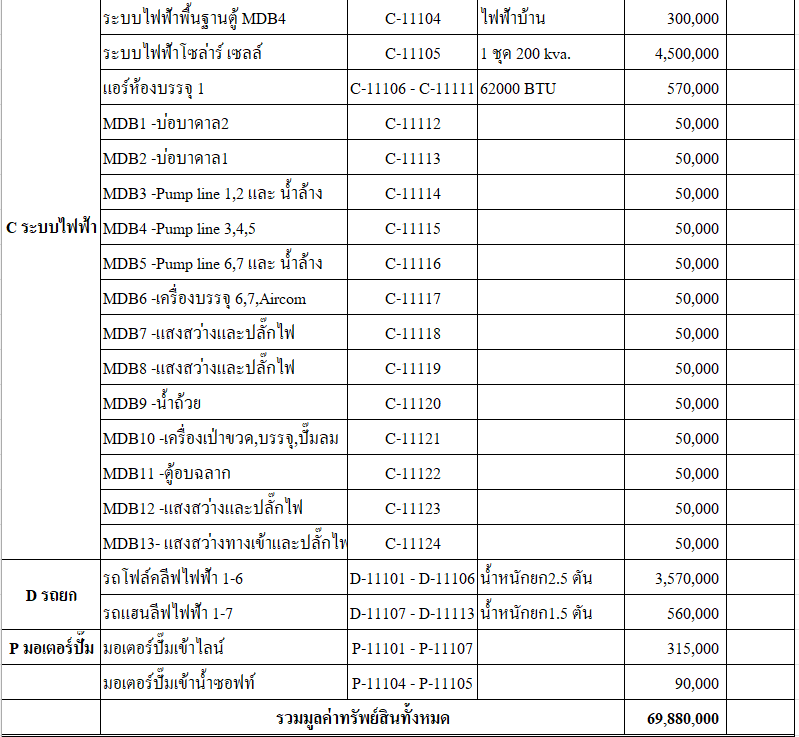 ระบบไฟฟ้าพื้นฐานตู้ MDB4 C-11104 ไฟฟ้าบ้าน 300,000
ระบบไฟฟ้าโซล่าร์ เซลล์ C-11105 1 ชุด 200 kva. 4,500,000
แอร์ห้องบรรจุ 1 C-11106 - C-11111 62000 BTU 570,000
MDB1 -บ่อบาดาล2 C-11112 50,000
MDB2 -บ่อบาดาล1 C-11113 50,000
MDB3 -Pump line 1,2 และ น้ำล้าง C-11114 50,000
C ระบบไฟฟ้า MDB4 -Pump line 3,4,5 C-11115 50,000
MDB5 -Pump line 6,7 และ น้ำล้าง C-11116 50,000
MDB6 -เครื่องบรรจุ 6,7,Aircom C-11117 50,000
MDB7 -แสงสว่างและปลั๊กไฟ C-11118 50,000
MDB8 -แสงสว่างและปลั๊กไฟ C-11119 50,000
MDB9 -น้ำถ้วย C-11120 50,000
MDB10 -เครื่องเป่าขวด,บรรจุ,ปั๊มลม C-11121 50,000
MDB11 -ตู้อบฉลาก C-11122 50,000
MDB12 -แสงสว่างและปลั๊กไฟ C-11123 50,000
MDB13- แสงสว่างทางเข้าและปลั๊กไฟ C-11124 50,000
D รถยก
รถโฟล์คลีฟไฟฟ้า 1-6 D-11101 - D-11106 น้ำหนักยก2.5 ตัน 3,570,000
รถแฮนลีฟไฟฟ้า 1-7 D-11107 - D-11113 น้ำหนักยก1.5 ตัน 560,000
P มอเตอร์ปั๊ม มอเตอร์ปั๊มเข้าไลน์ P-11101 - P-11107 315,000
มอเตอร์ปั๊มเข้าน้ำซอฟท์ P-11104 - P-11105 90,000
รวมมูลค่าทรัพย์สินทั้งหมด 69,880,000